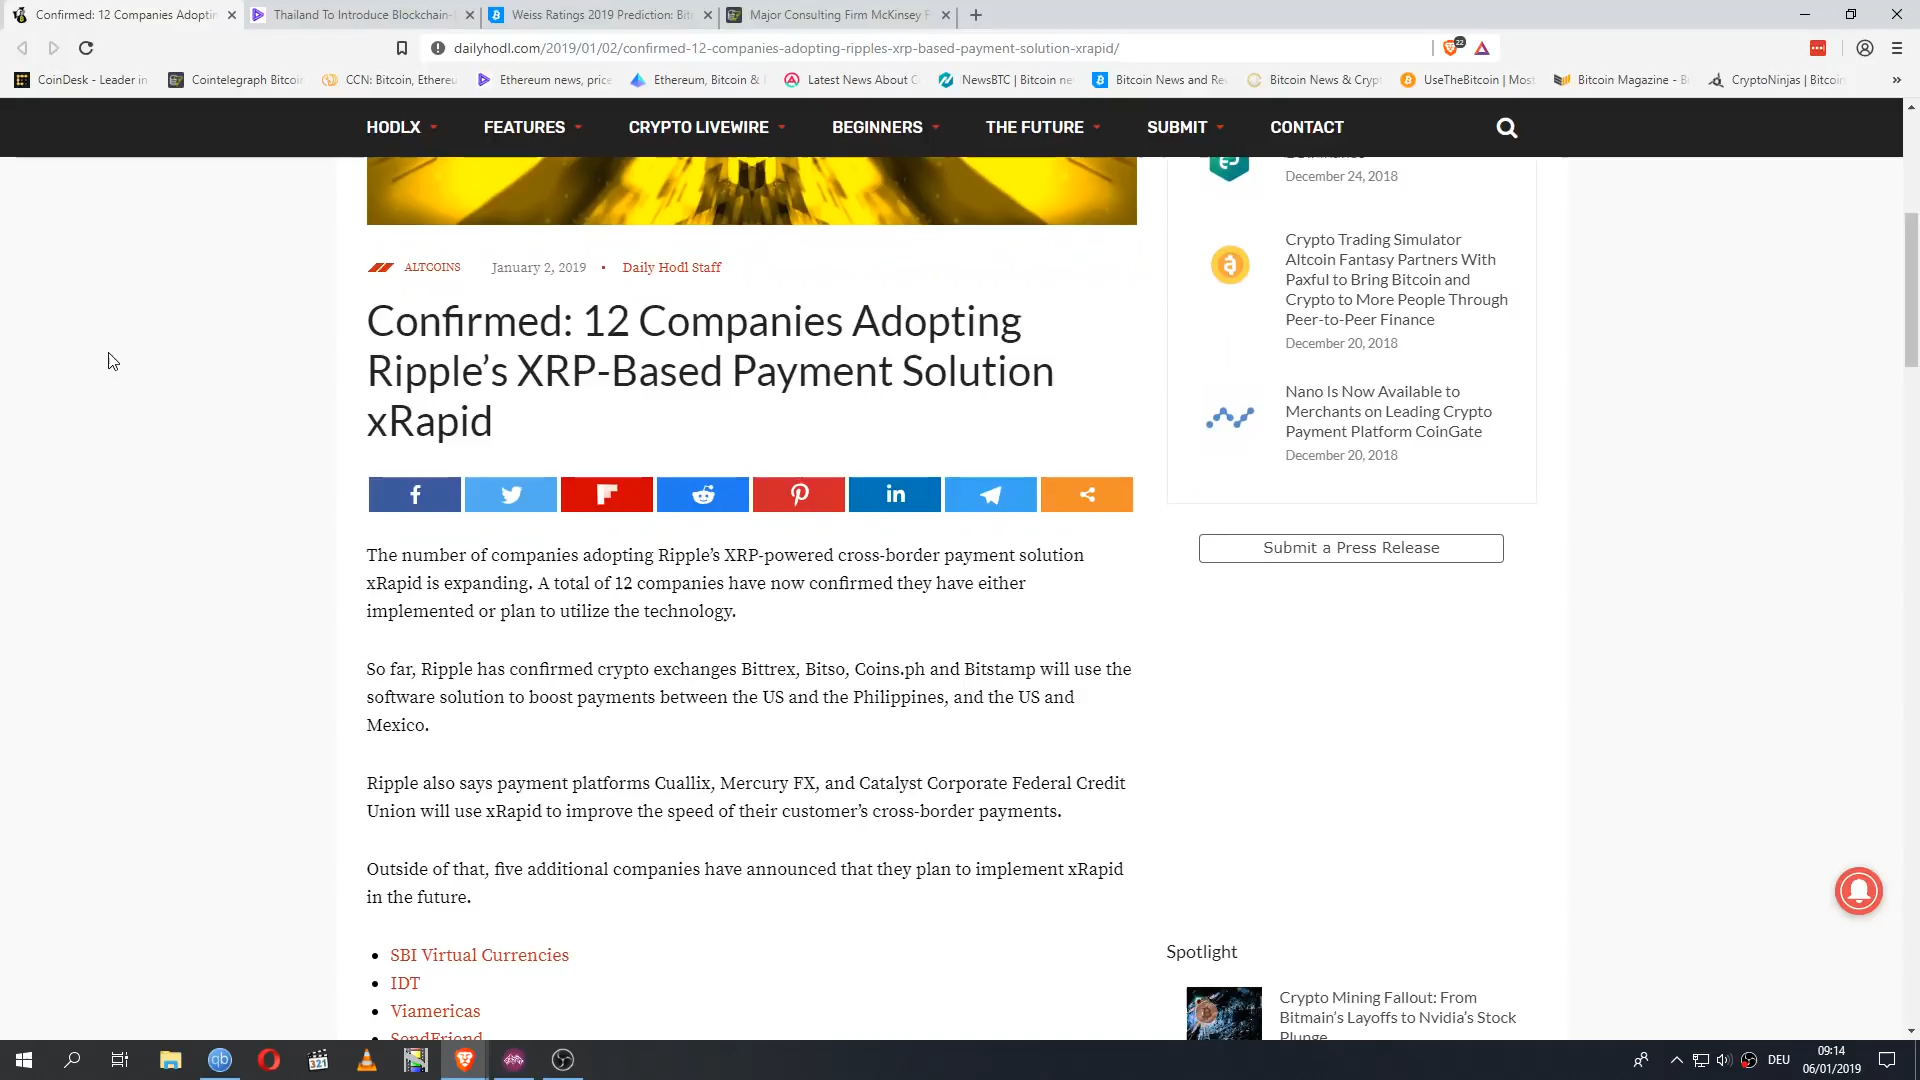 Confirmed: 12 Companies Adoptin
Thailand To Introduce Blockchain-
Weiss Ratings 2019 Prediction: Bit
Major Consulting Firm McKinsey F
dailyhodl.com/2019/01/02/confirmed-12-companies-adopting-ripples-xrp-based-payment-solution-xrapid/
22
CoinDesk - Leader in
Cointelegraph Bitcoi
CCN: Bitcoin, Ethereu
Ethereum news, price
Ethereum, Bitcoin &
Latest News About C
NewsBTC | Bitcoin ne
Bitcoin News and Re
Bitcoin News & Cryp
UseTheBitcoin | Most
Bitcoin Magazine - B
CryptoNinjas | Bitcoin
HODLX
FEATURES
CRYPTO LIVEWIRE
BEGINNERS
THE FUTURE
SUBMIT
CONTACT
ALTCOINS
January 2, 2019 • Daily Hodl Staff
Confirmed: 12 Companies Adopting
Ripple’s XRP-Based Payment Solution
xRapid
The number of companies adopting Ripple’s XRP-powered cross-border payment solution
xRapid is expanding. A total of 12 companies have now confirmed they have either
implemented or plan to utilize the technology.
So far, Ripple has confirmed crypto exchanges Bittrex, Bitso, Coins.ph and Bitstamp will use the
software solution to boost payments between the US and the Philippines, and the US and
Mexico.
Ripple also says payment platforms Cuallix, Mercury FX, and Catalyst Corporate Federal Credit
Union will use xRapid to improve the speed of their customer’s cross-border payments.
Outside of that, five additional companies have announced that they plan to implement xRapid
in the future.
• SBI Virtual Currencies
• IDT
• Viamericas
• SendFriend
December 24, 2018
Crypto Trading Simulator
Altcoin Fantasy Partners With
Paxful to Bring Bitcoin and
Crypto to More People Through
Peer-to-Peer Finance
December 20, 2018
Nano Is Now Available to
Merchants on Leading Crypto
Payment Platform CoinGate
December 20, 2018
Submit a Press Release
Spotlight
Crypto Mining Fallout: From
Bitmain’s Layoffs to Nvidia’s Stock
Plunge
qb
321
DEU
09:14
06/01/2019